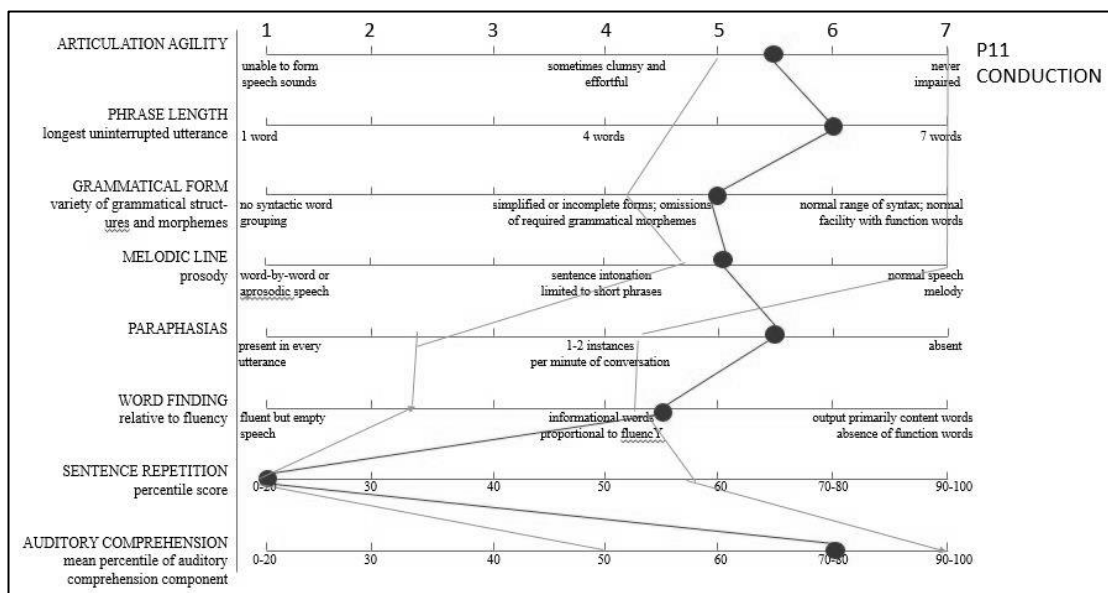 1 2 3 4 5 6 7
ARTICULATION AGILITY
P11
CONDUCTION
unable to form
speech sounds
sometimes clumsy and
effortful
never
impaired
PHRASE LENGTH
longest uninterrupted utterance
1 word
4 words
7 words
GRAMMATICAL FORM
variety of grammatical struct-
ures and morphemes
no syntactic word
grouping
simplified or incomplete forms; omissions
of required grammatical morphemes
normal range of syntax; normal
facility with function words
MELODIC LINE
prosody
word-by-word or
aprosodic speech
sentence intonation
limited to short phrases
normal speech
melody
PARAPHASIAS
present in every
utterance
1-2 instances
per minute of conversation
absent
WORD FINDING
relative to fluency
fluent but empty
speech
informational words
proportional to fluencY
output primarily content words
absence of function words
SENTENCE REPETITION
percentile score
0-20 30 40 50 60 70-80 90-100
AUDITORY COMPREHENSION
mean percentile of auditory
comprehension component
0-20 30 40 50 60 70-80 90-100